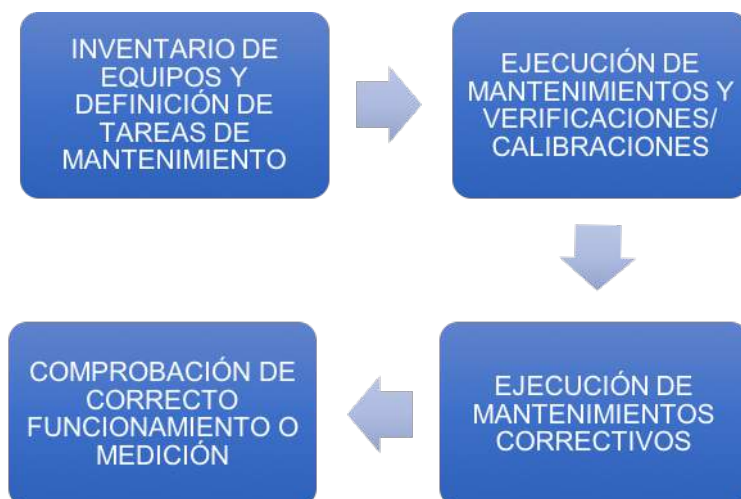 INVENTARIO DE
EQUIPOS Y
DEFINICIÓN DE
TAREAS DE
MANTENIMIENTO
EJECUCIÓN DE
MANTENIMIENTOS Y
VERIFICACIONES/
CALIBRACIONES
EJECUCIÓN DE
MANTENIMIENTOS
CORRECTIVOS
COMPROBACIÓN DE
CORRECTO
FUNCIONAMIENTO O
MEDICIÓN